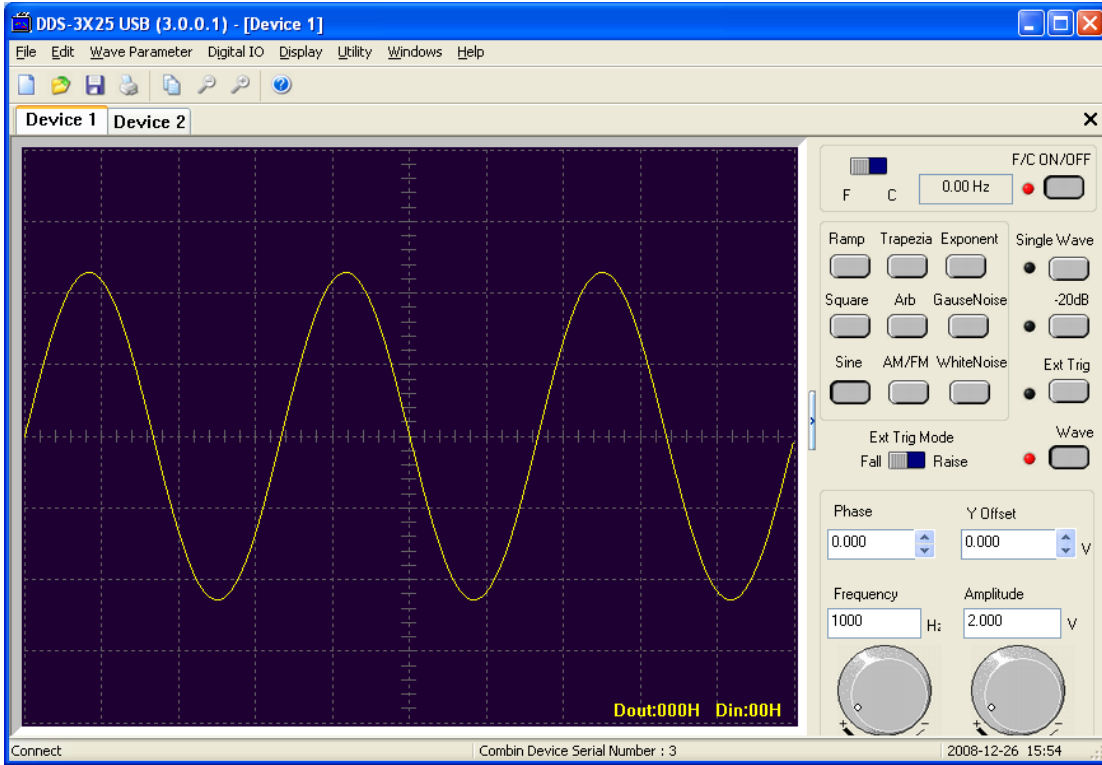 DDS-3X25 USB (3.0.0.1) - [Device 1]
File Edit Wave Parameter Digital IO Display Utility Windows Help
Device 1 Device 2
F/C ON/OFF
F C 0.00 Hz
Ramp Trapezia Exponent Single Wave
Square Arb GauseNoise -20dB
Sine AM/FM WhiteNoise Ext Trig
Ext Trig Mode Wave
Fall Raise
Phase Y Offset
0.000 0.000 V
Frequency Amplitude
1000 Hz 2.000 V
Dout:000H Din:00H
Connect Combin Device Serial Number : 3 2008-12-26 15:54